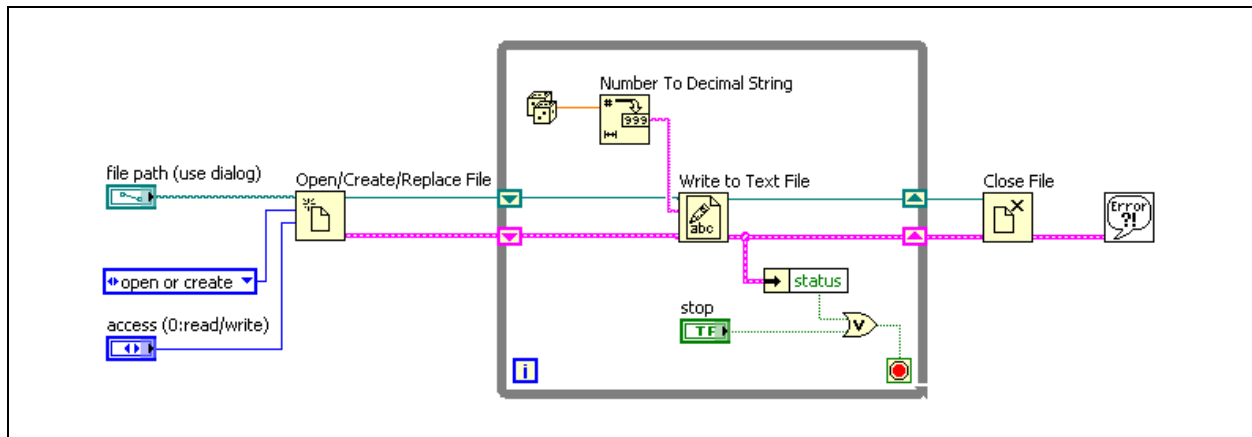 Number To Decimal String
#
999
file path (use dialog)
Open/Create/Replace File
Write to Text File
Close File
abc
Error
?!
open or create
status
access (0:read/write)
stop
TF
V
i